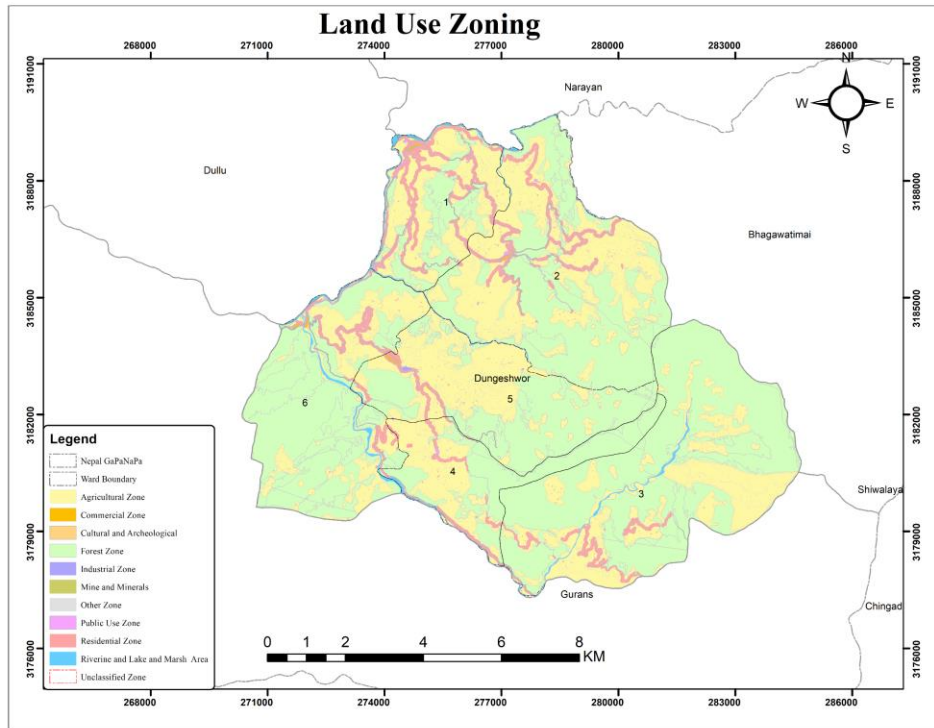 Land Use Zoning
268000 271000 274000 277000 280000 283000 286000
3191000 3191000
N
W E
S
Narayan
Dullu
3188000 3188000
1
Bhagawatimai
2
3185000 3185000
Dungeshwor
5
6
3182000 3182000
4
3
Shiwalaya
3179000 3179000
Gurans
Chingad
3176000 3176000
Legend
Nepal GaPaNaPa
Ward Boundary
Agricultural Zone
Commercial Zone
Cultural and Archeological
Forest Zone
Industrial Zone
Mine and Minerals
Other Zone
Public Use Zone
Residential Zone
Riverine and Lake and Marsh Area
Unclassified Zone
0 1 2 4 6 8
KM
268000 271000 274000 277000 280000 283000 286000